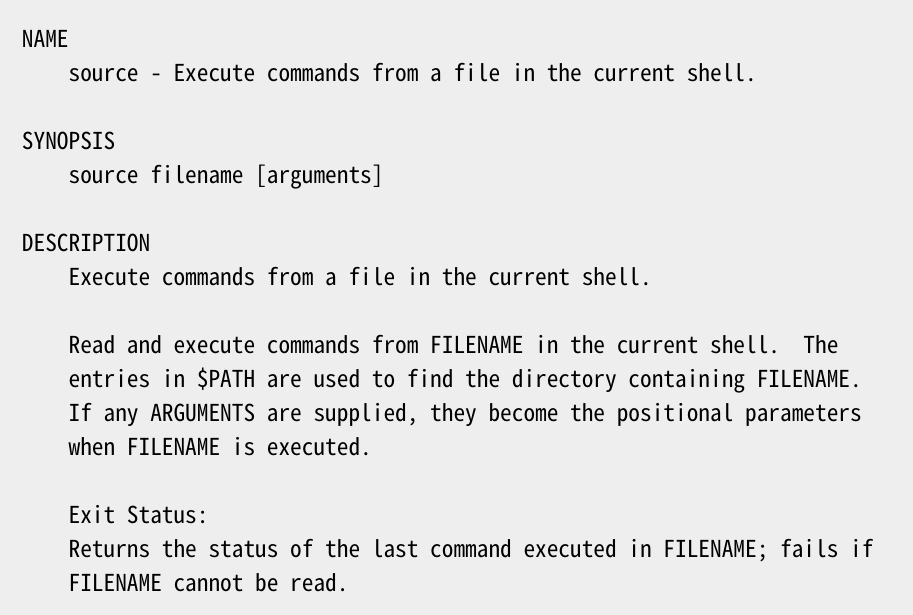 NAME
    source - Execute commands from a file in the current shell.

SYNOPSIS
    source filename [arguments]

DESCRIPTION
    Execute commands from a file in the current shell.

    Read and execute commands from FILENAME in the current shell.  The
    entries in $PATH are used to find the directory containing FILENAME.
    If any ARGUMENTS are supplied, they become the positional parameters
    when FILENAME is executed.

    Exit Status:
    Returns the status of the last command executed in FILENAME; fails if
    FILENAME cannot be read.